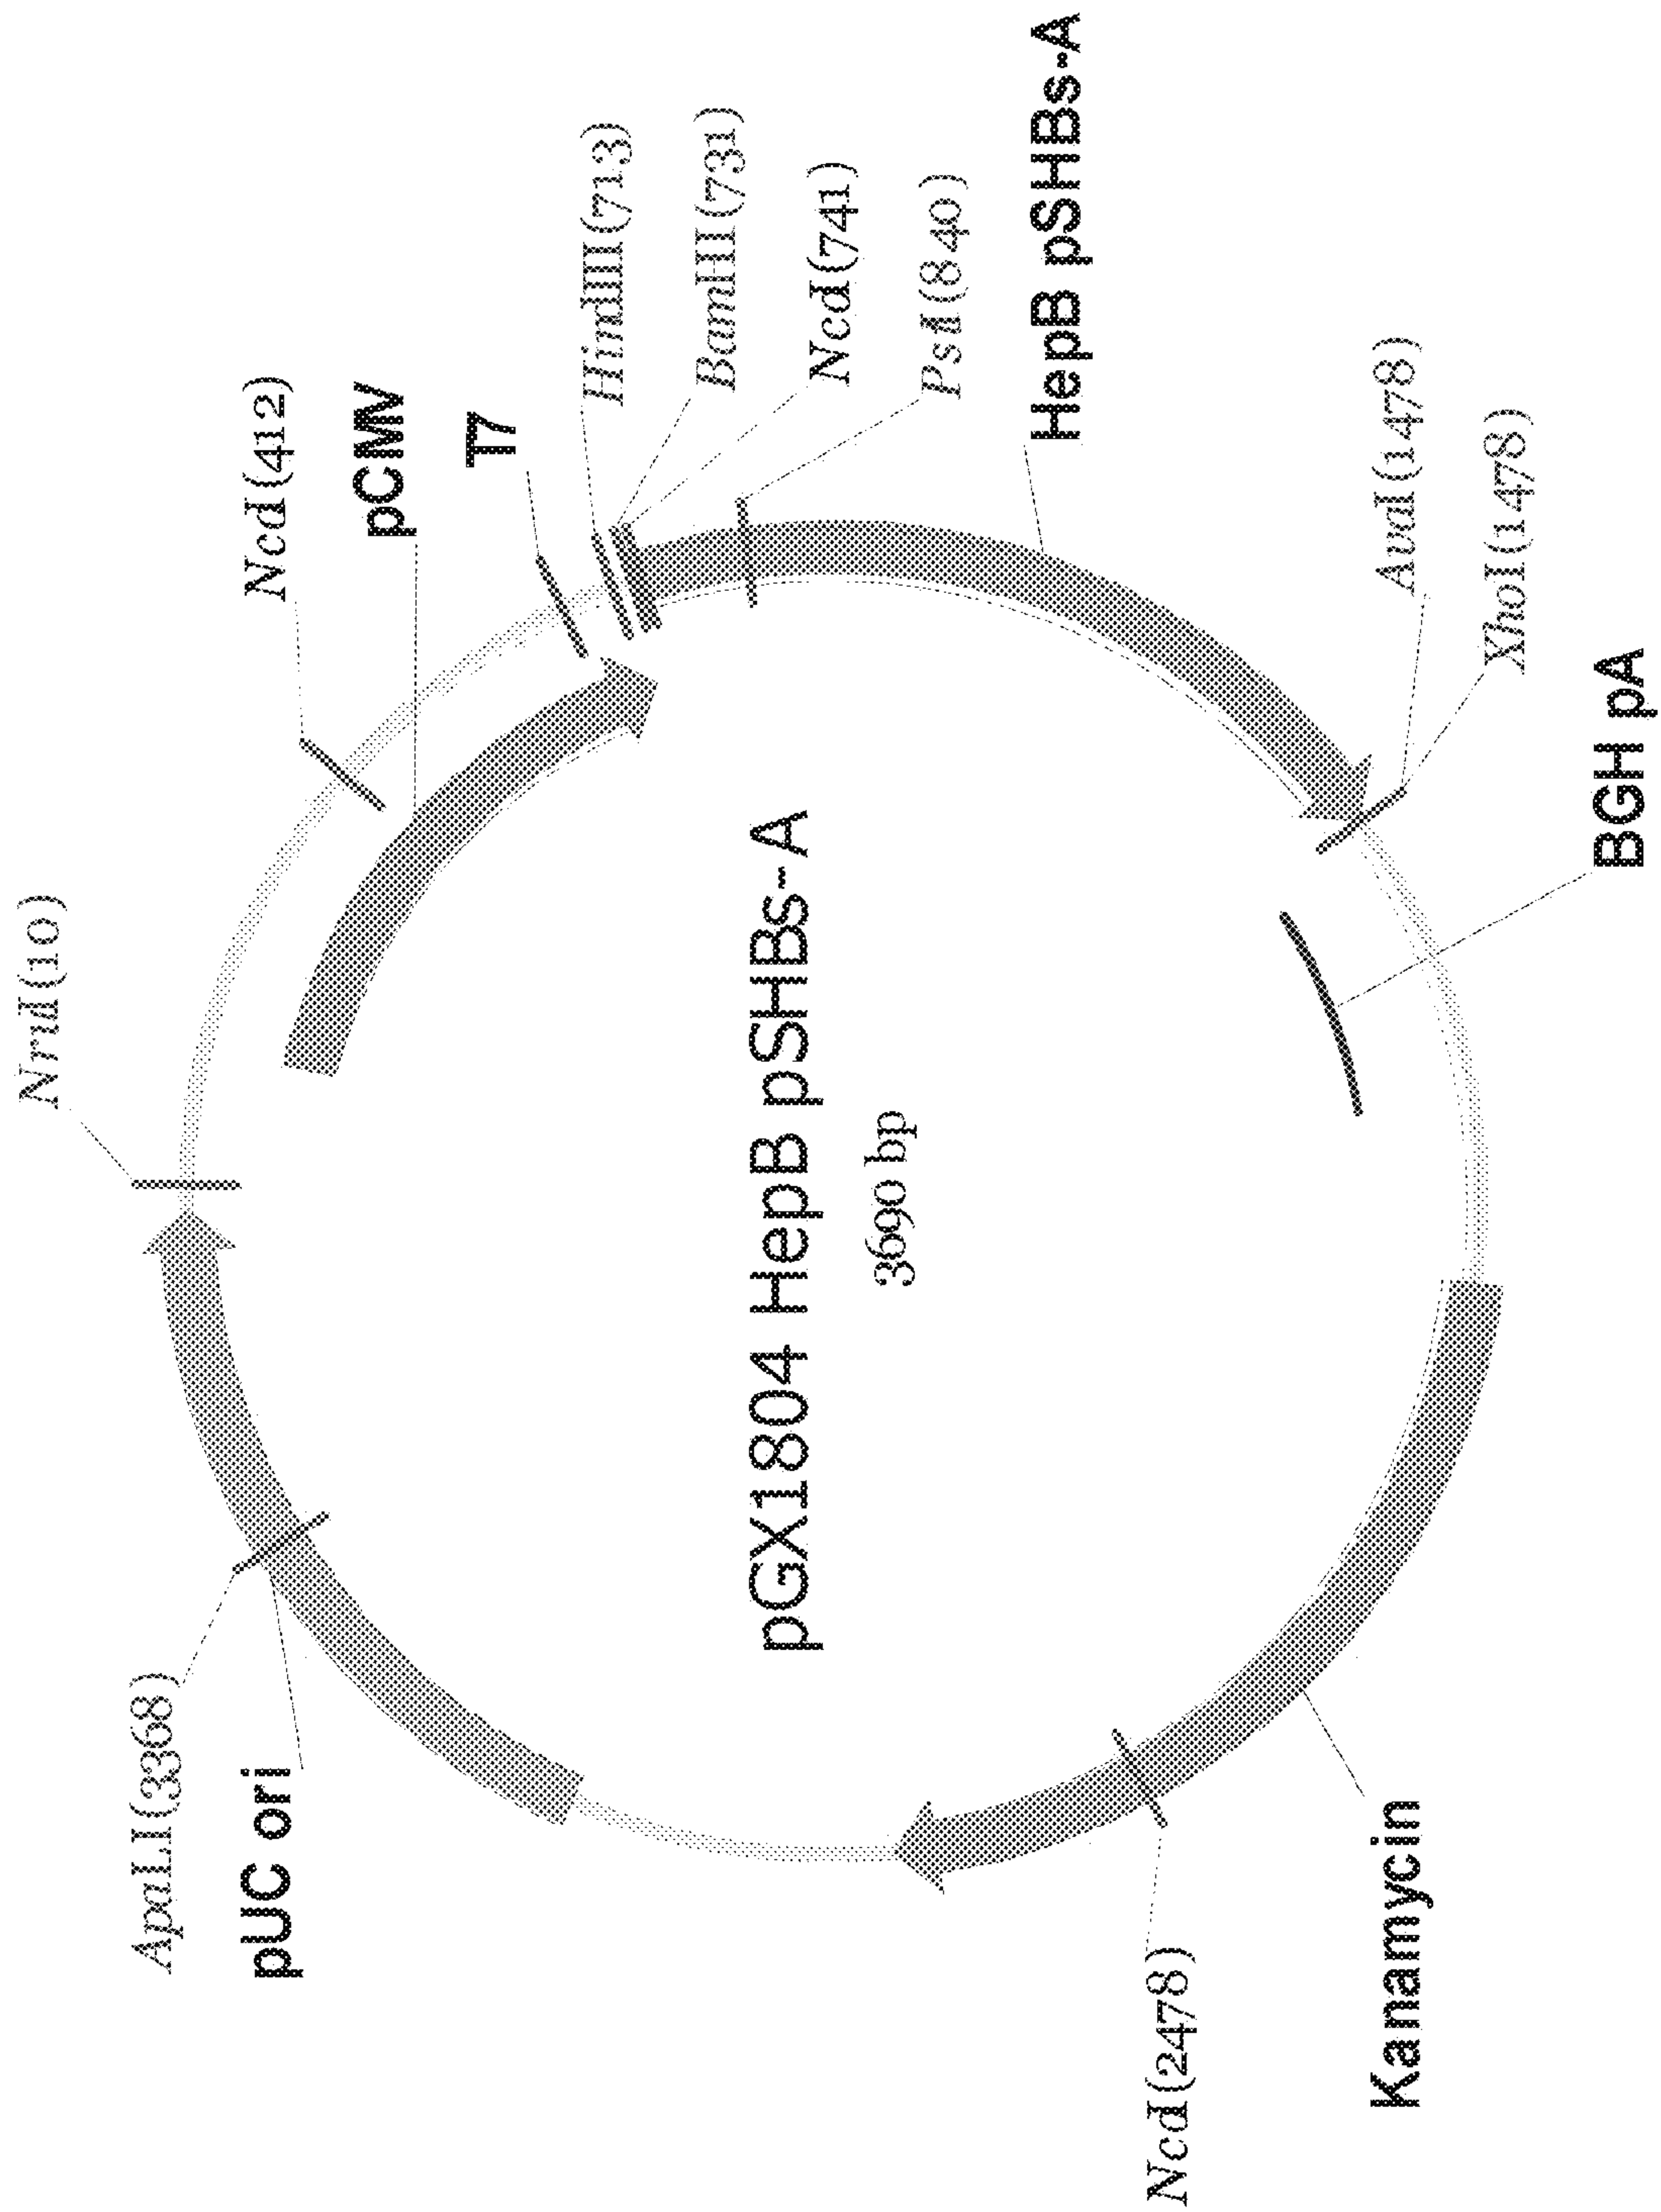 NruI(10)
ApaLI(3368)
pUC ori
NcoI(412)
pCMV
T7
HindIII(713)
BamHI(731)
pGX1804 HepB pSHBs-A
NcoI(741)
3690 bp
PstI(840)
HepB pSHBs-A
NcoI(2478)
Kanamycin
AvaI(1478)
XhoI(1478)
BGH pA